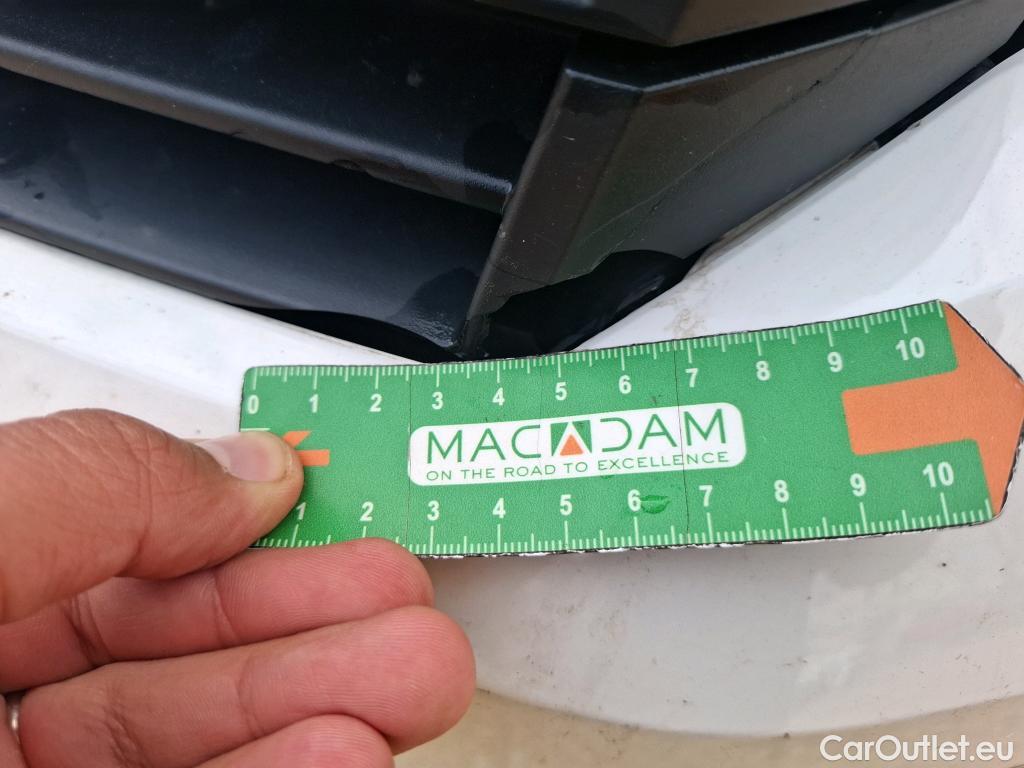 0 1 2 3 4 5 6 7 8 9 10
MACADAM
ON THE ROAD TO EXCELLENCE
1 2 3 4 5 6 7 8 9 10
CarOutlet.eu